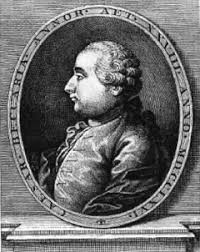 CAESAR BECCARIA ANNOR. AET. XXVIII. ANNO. MDCCLXVI.